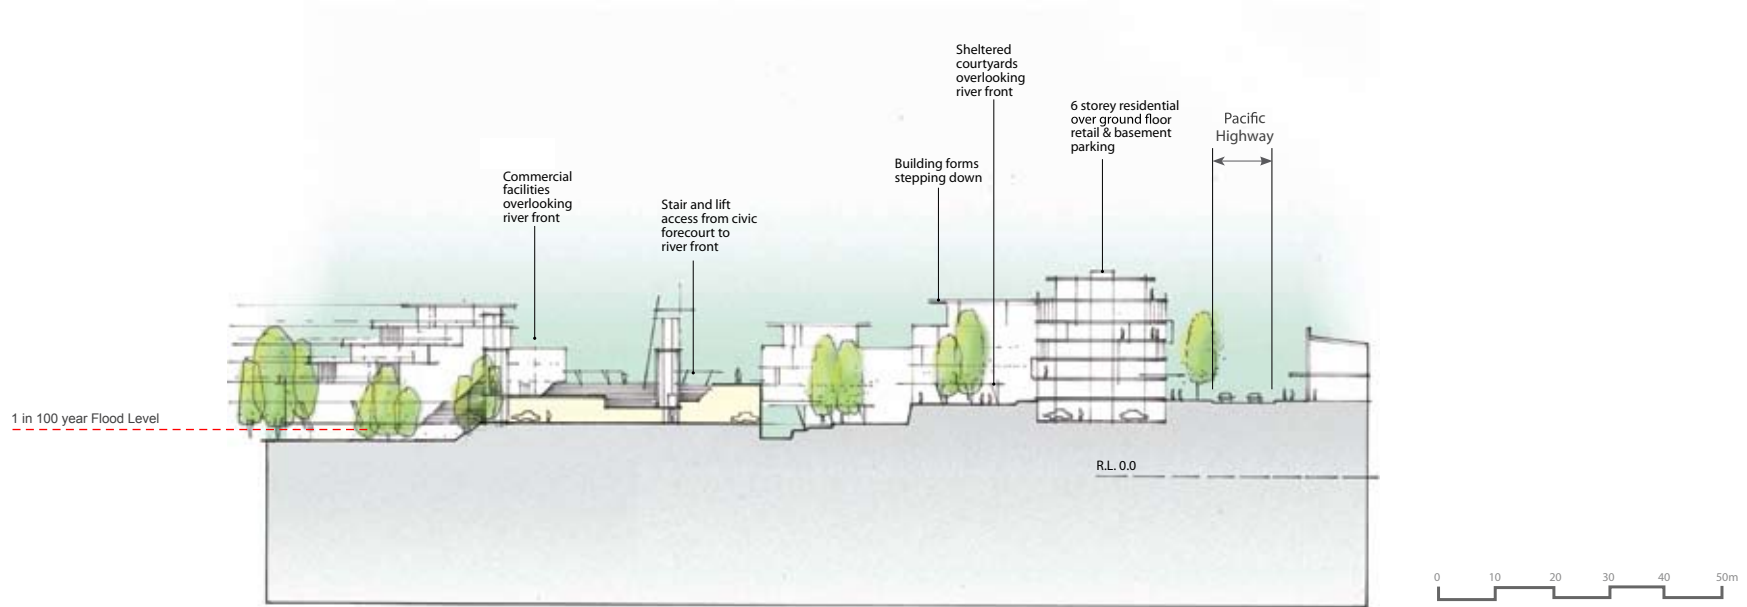 Sheltered
courtyards
overlooking
river front
6 storey residential
over ground floor
retail & basement
parking
Pacific
Highway
Building forms
stepping down
Commercial
facilities
overlooking
river front
Stair and lift
access from civic
forecourt to
river front
1 in 100 year Flood Level
R.L. 0.0
0 10 20 30 40 50m